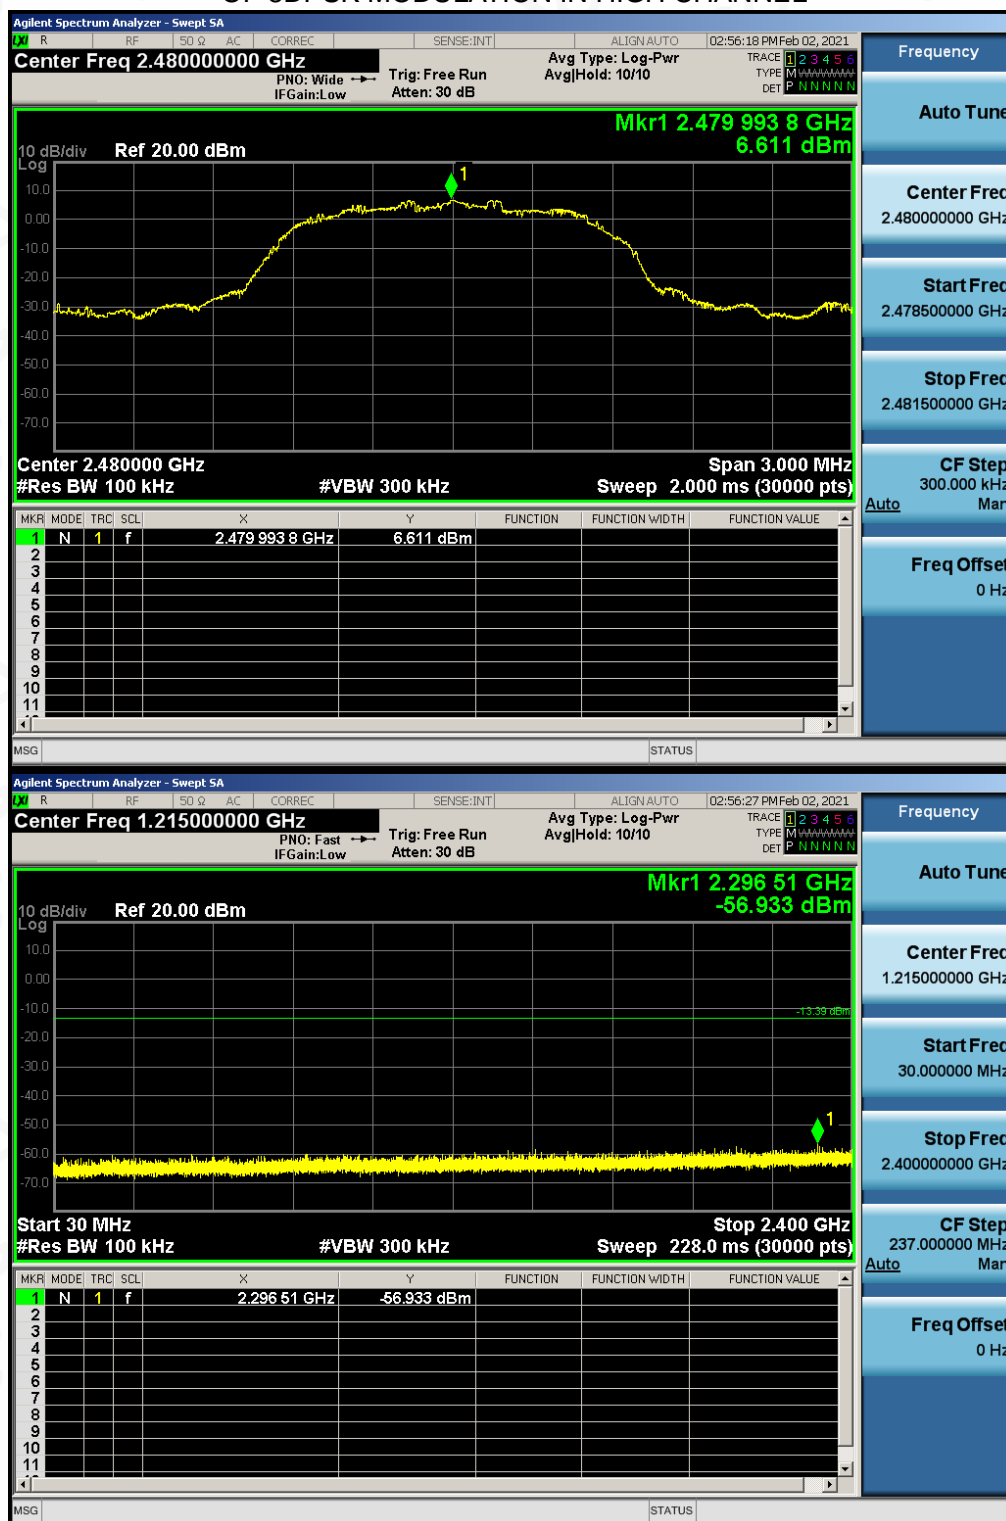 OF 8DPSK MODULATION IN HIGH CHANNEL
Agilent Spectrum Analyzer - Swept SA
LXI R RF 50 Ω AC CORREC SENSE:INT ALIGN AUTO 02:56:18 PM Feb 02, 2021
Center Freq 2.480000000 GHz
PNO: Wide
IFGain:Low
Trig: Free Run
Atten: 30 dB
Avg Type: Log-Pwr
Avg|Hold: 10/10
TRACE 1 2 3 4 5 6
TYPE M WWWWW
DET P N N N N N
Mkr1 2.479 993 8 GHz
6.611 dBm
10 dB/div Ref 20.00 dBm
Log
1
10.0
0.00
-10.0
-20.0
-30.0
-40.0
-50.0
-60.0
-70.0
Center 2.480000 GHz Span 3.000 MHz
#Res BW 100 kHz #VBW 300 kHz Sweep 2.000 ms (30000 pts)
MKR MODE TRC SCL X Y FUNCTION FUNCTION WIDTH FUNCTION VALUE
1 N 1 f 2.479 993 8 GHz 6.611 dBm
2
3
4
5
6
7
8
9
10
11
MSG STATUS
Frequency
Auto Tune
Center Freq
2.480000000 GHz
Start Freq
2.478500000 GHz
Stop Freq
2.481500000 GHz
CF Step
300.000 kHz
Auto Man
Freq Offset
0 Hz
Agilent Spectrum Analyzer - Swept SA
LXI R RF 50 Ω AC CORREC SENSE:INT ALIGN AUTO 02:56:27 PM Feb 02, 2021
Center Freq 1.215000000 GHz
PNO: Fast
IFGain:Low
Trig: Free Run
Atten: 30 dB
Avg Type: Log-Pwr
Avg|Hold: 10/10
TRACE 1 2 3 4 5 6
TYPE M WWWWW
DET P N N N N N
Mkr1 2.296 51 GHz
-56.933 dBm
10 dB/div Ref 20.00 dBm
Log
10.0
0.00
-10.0
-13.39 dBm
-20.0
-30.0
-40.0
-50.0
1
-60.0
-70.0
Start 30 MHz Stop 2.400 GHz
#Res BW 100 kHz #VBW 300 kHz Sweep 228.0 ms (30000 pts)
MKR MODE TRC SCL X Y FUNCTION FUNCTION WIDTH FUNCTION VALUE
1 N 1 f 2.296 51 GHz -56.933 dBm
2
3
4
5
6
7
8
9
10
11
MSG STATUS
Frequency
Auto Tune
Center Freq
1.215000000 GHz
Start Freq
30.000000 MHz
Stop Freq
2.400000000 GHz
CF Step
237.000000 MHz
Auto Man
Freq Offset
0 Hz